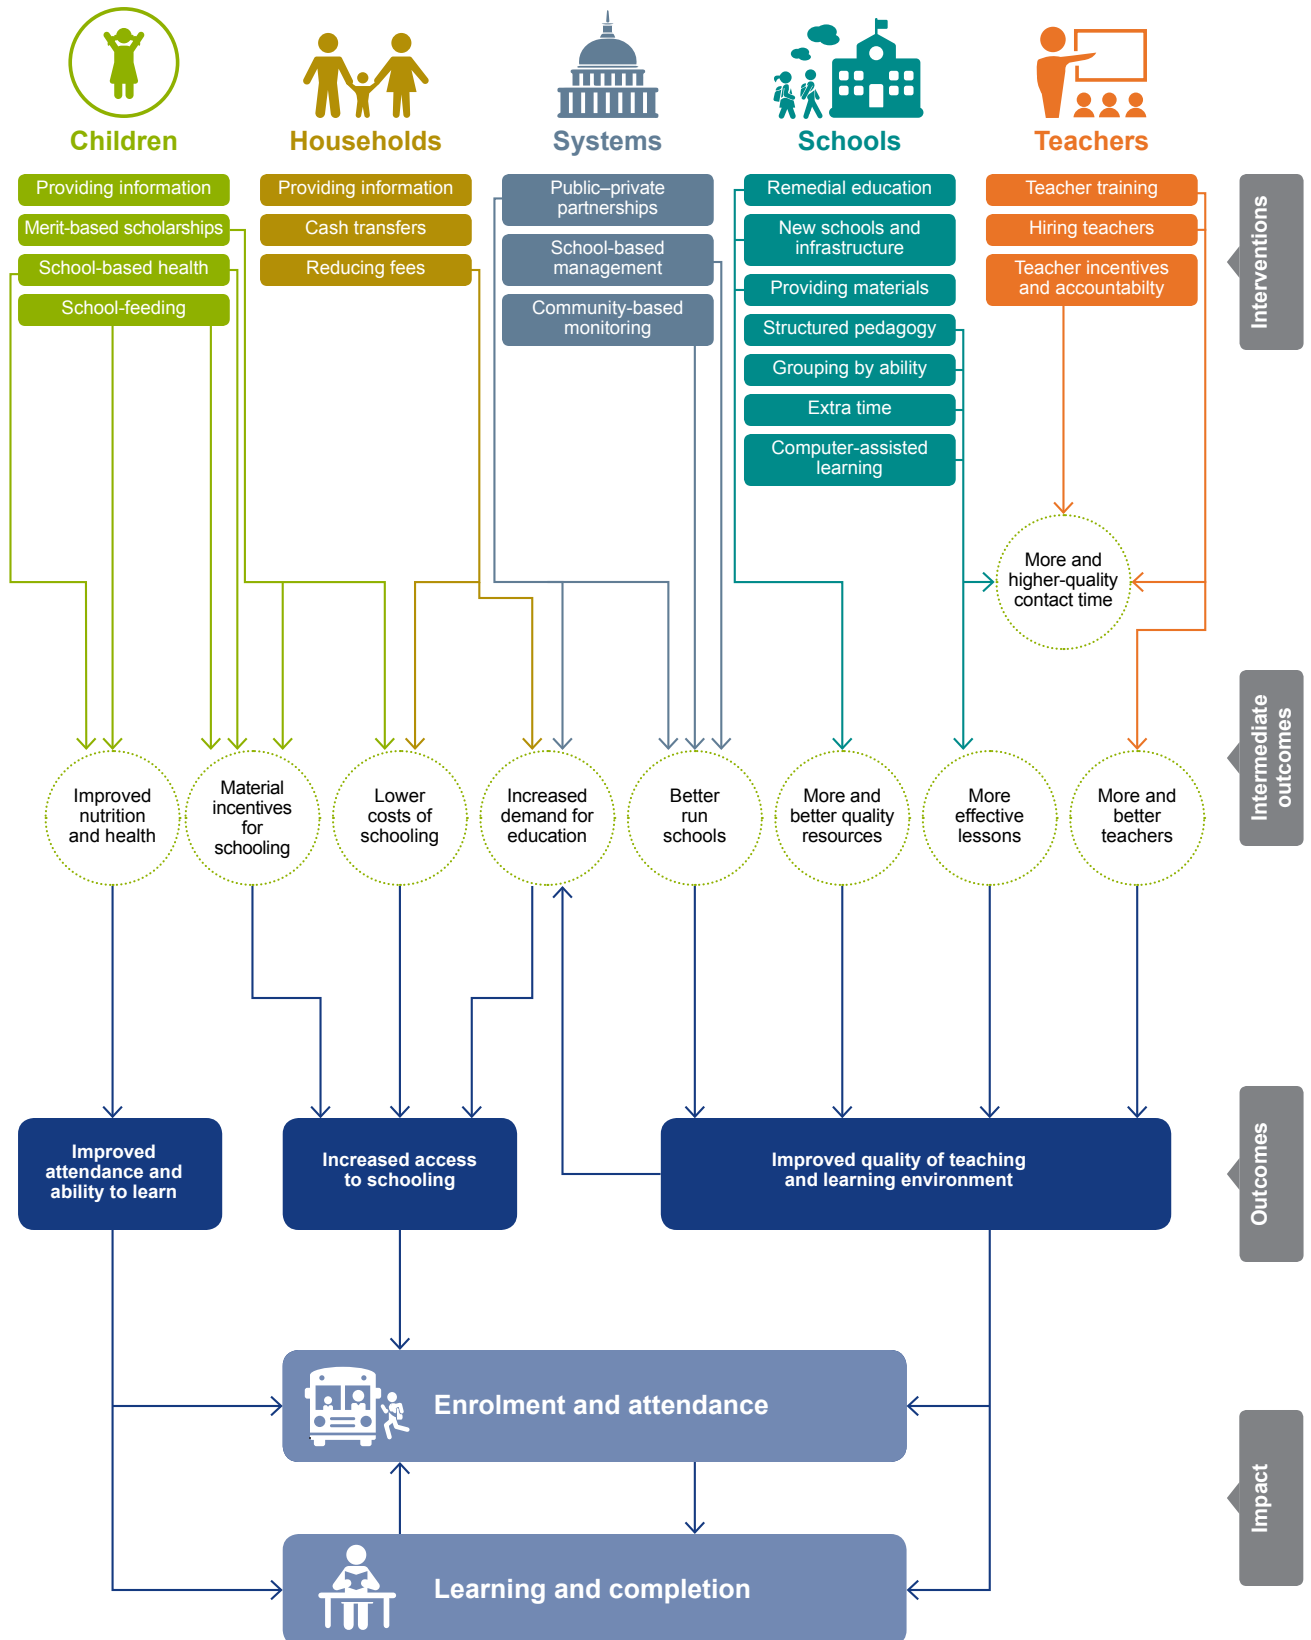 Children
Households
Systems
Schools
Teachers
Providing information
Merit-based scholarships
School-based health
School-feeding
Providing information
Cash transfers
Reducing fees
Public–private
partnerships
School-based
management
Community-based
monitoring
Remedial education
New schools and
infrastructure
Providing materials
Structured pedagogy
Grouping by ability
Extra time
Computer-assisted
learning
Teacher training
Hiring teachers
Teacher incentives
and accountabilty
Interventions
More and
higher-quality
contact time
Improved
nutrition
and health
Material
incentives
for
schooling
Lower
costs of
schooling
Increased
demand for
education
Better
run
schools
More and
better quality
resources
More
effective
lessons
More and
better
teachers
Intermediate
outcomes
Improved
attendance and
ability to learn
Increased access
to schooling
Improved quality of teaching
and learning environment
Outcomes
Enrolment and attendance
Learning and completion
Impact